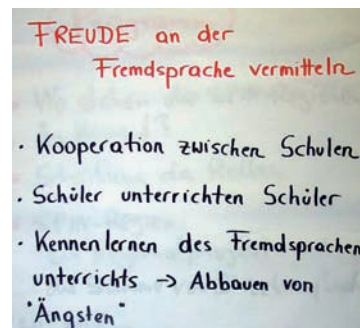 FREUDE an der
Fremdsprache vermitteln
· Kooperation zwischen Schulen
· Schüler unterrichten Schüler
· Kennenlernen des Fremdsprachen
unterrichts → Abbauen von
"Ängsten"